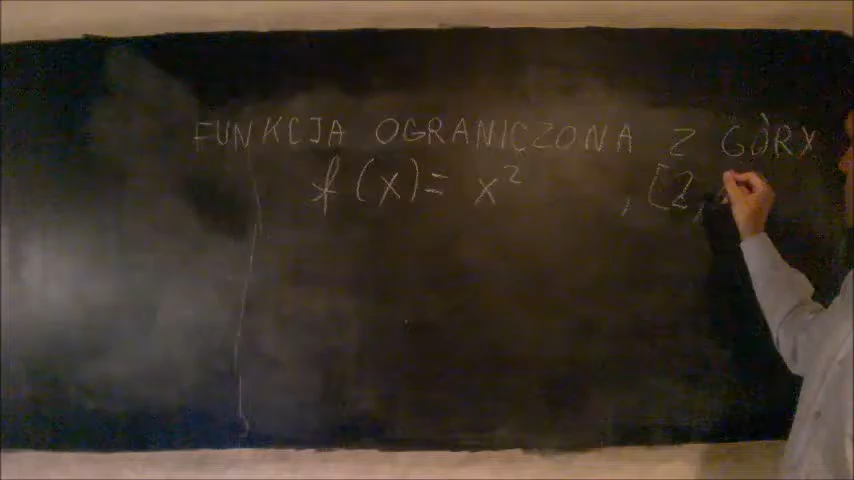 FUNKCJA OGRANICZONA Z GÓRY
f(x)= x² , [2,